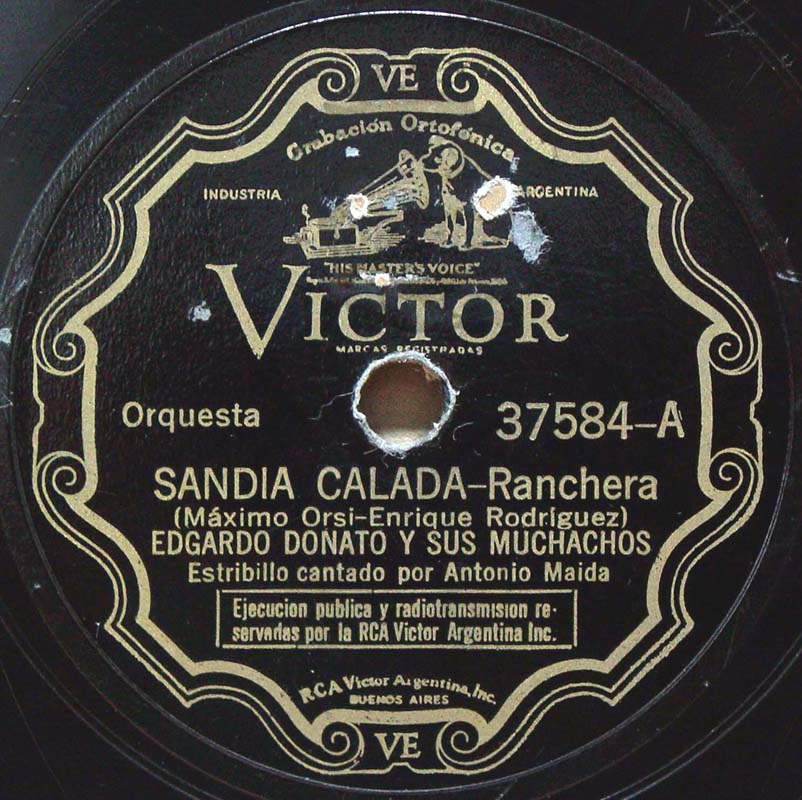 VE
Grabación Ortofónica
INDUSTRIA ARGENTINA
"HIS MASTER'S VOICE"
VICTOR
MARCAS REGISTRADAS
Orquesta 37584-A
SANDIA CALADA-Ranchera
(Máximo Orsi-Enrique Rodríguez)
EDGARDO DONATO Y SUS MUCHACHOS
Estribillo cantado por Antonio Maida
Ejecucion publica y radiotransmision re-
servadas por la RCA Victor Argentina Inc.
RCA Victor Argentina, Inc.
BUENOS AIRES
VE